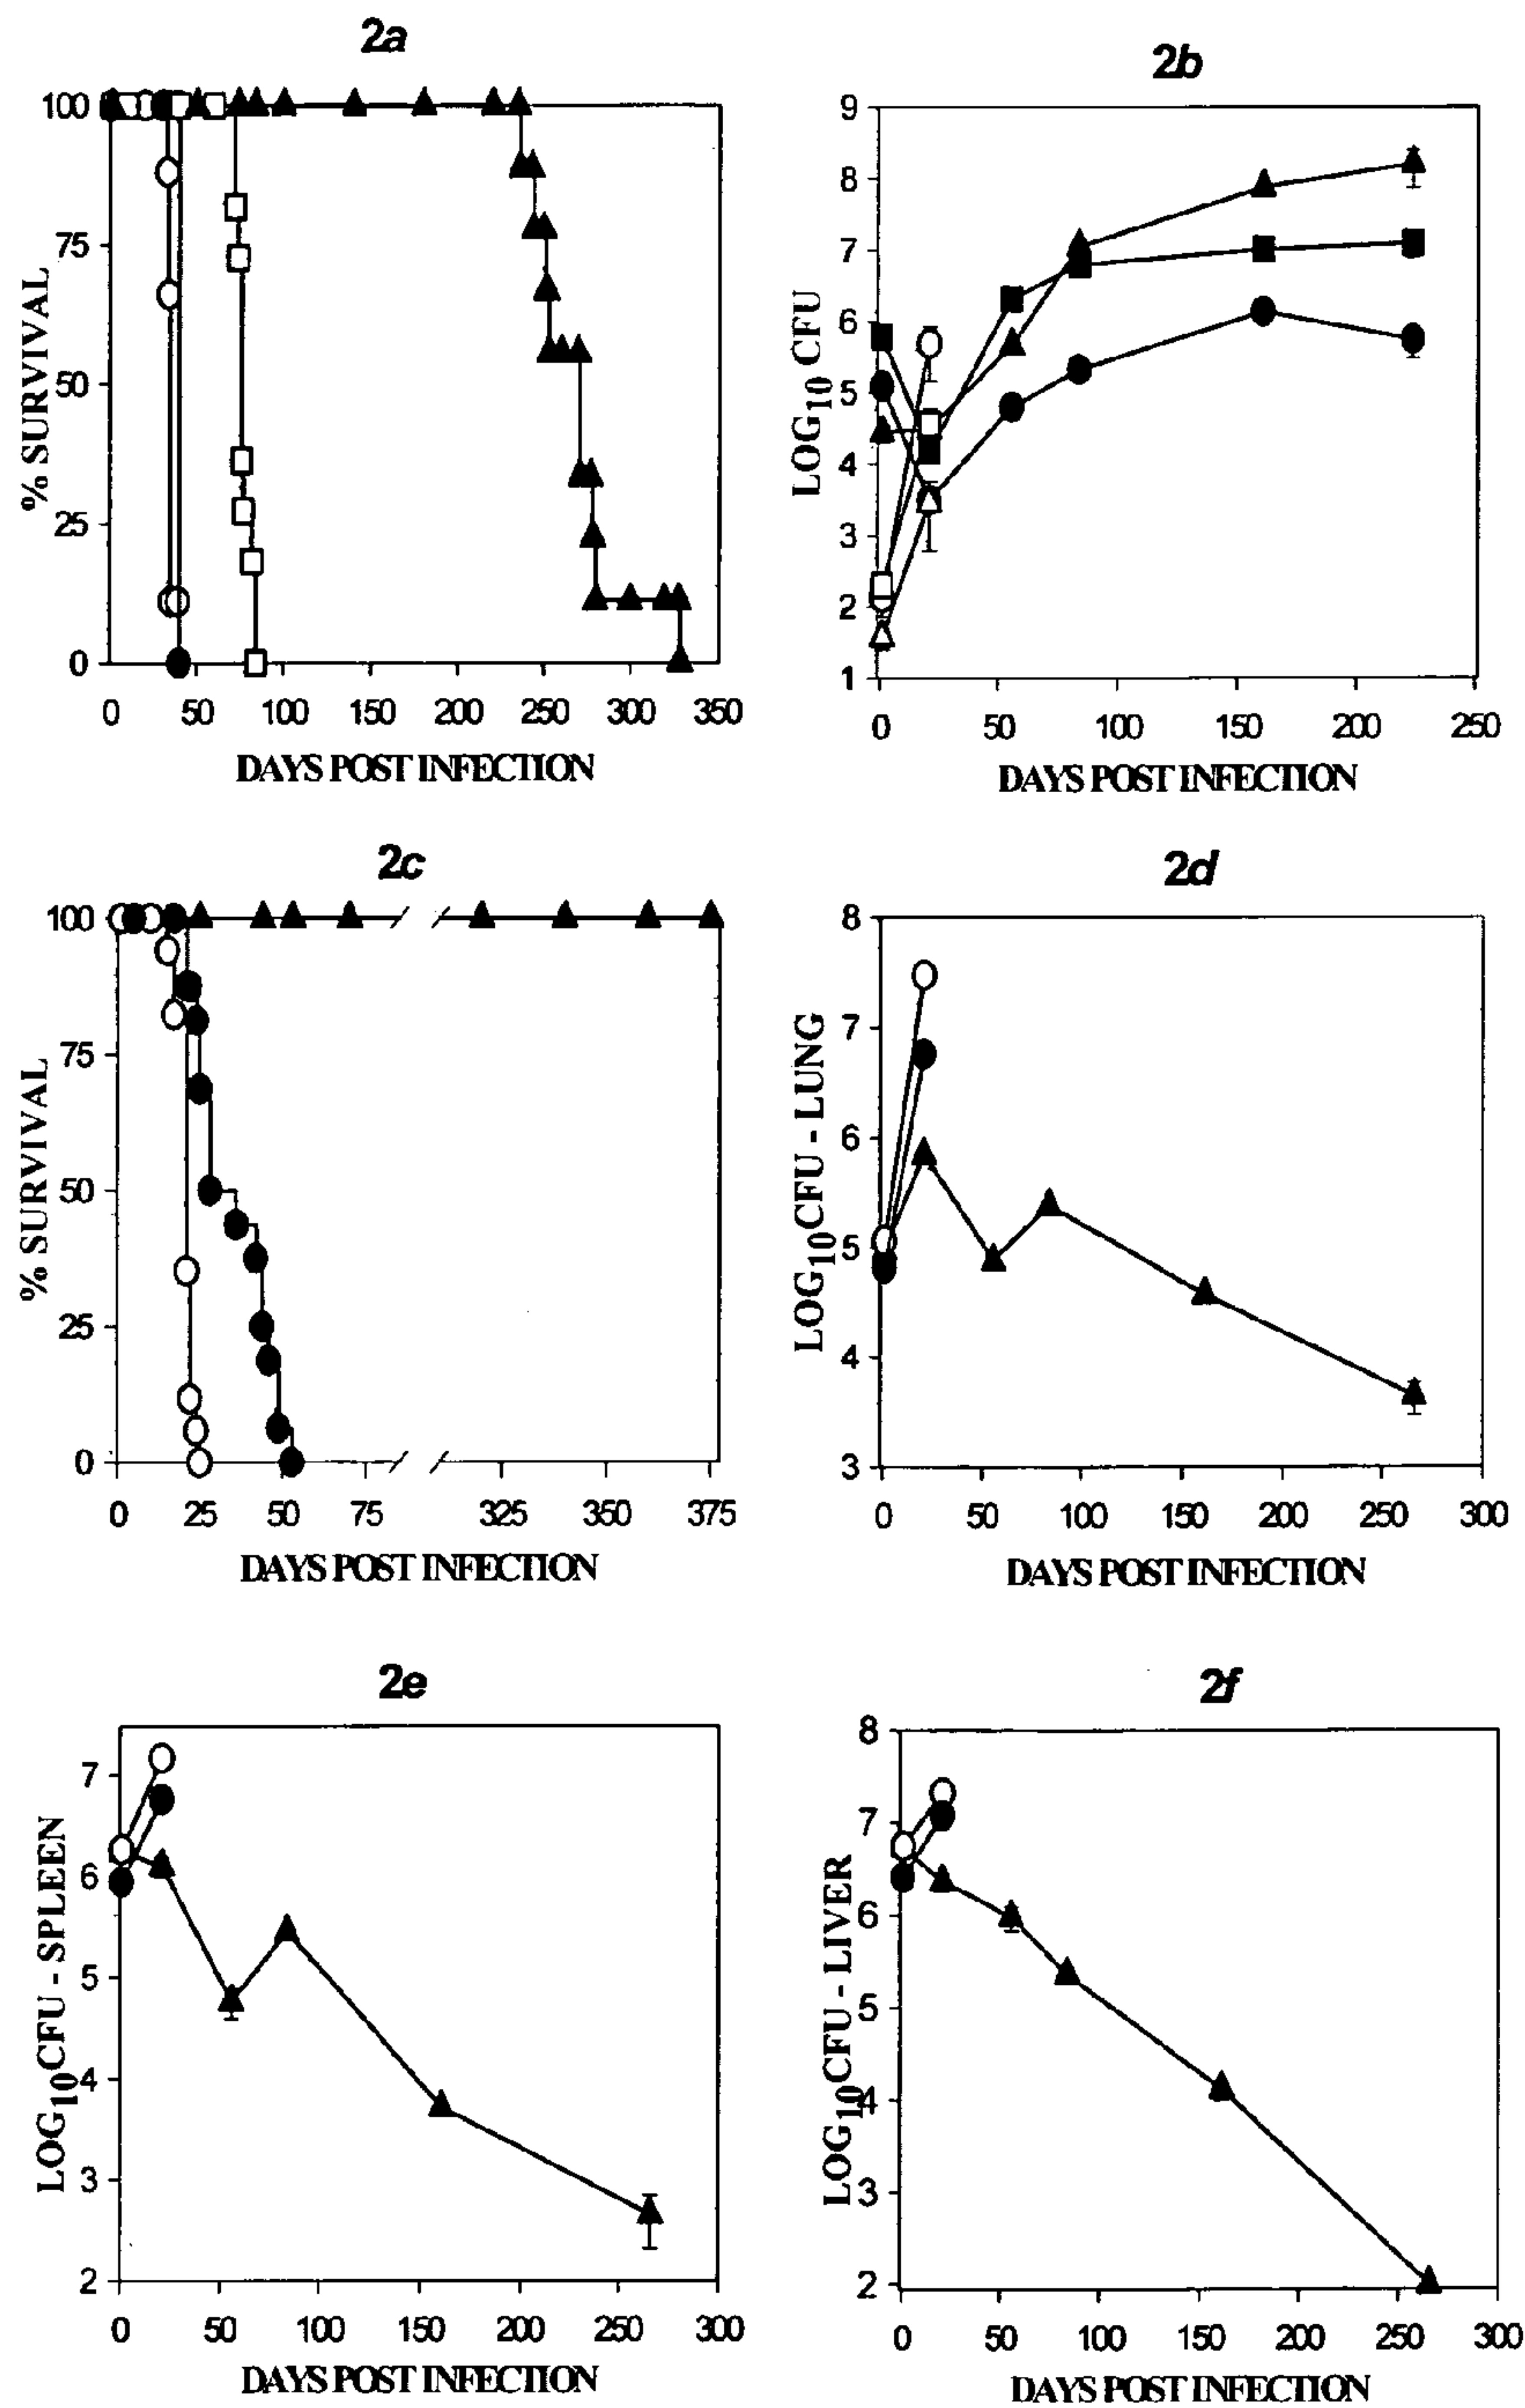 2a
% SURVIVAL
100
75
50
25
0
0 50 100 150 200 250 300 350
DAYS POST INFECTION
2b
LOG10 CFU
9
8
7
6
5
4
3
2
1
0 50 100 150 200 250
DAYS POST INFECTION
2c
% SURVIVAL
100
75
50
25
0
0 25 50 75 325 350 375
DAYS POST INFECTION
2d
LOG10CFU - LUNG
8
7
6
5
4
3
0 50 100 150 200 250 300
DAYS POST INFECTION
2e
LOG10CFU - SPLEEN
7
6
5
4
3
2
0 50 100 150 200 250 300
DAYS POST INFECTION
2f
LOG10CFU - LIVER
8
7
6
5
4
3
2
0 50 100 150 200 250 300
DAYS POST INFECTION